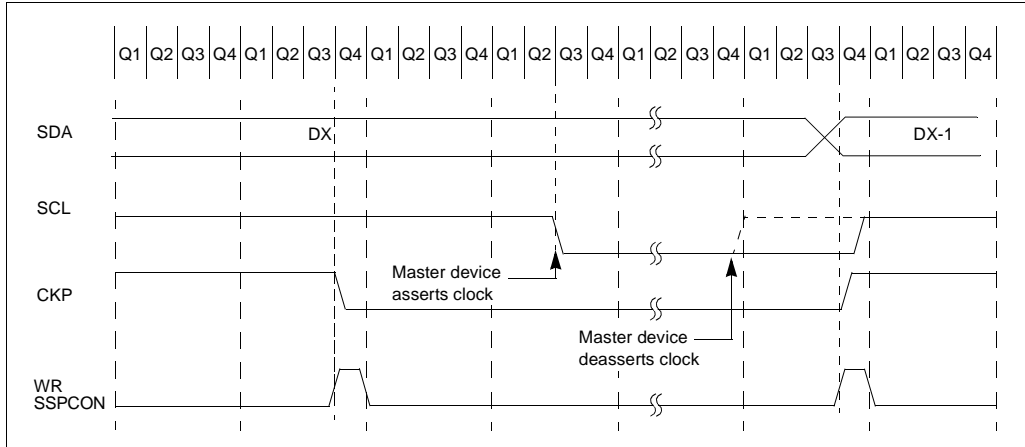 Q1 Q2 Q3 Q4 Q1 Q2 Q3 Q4 Q1 Q2 Q3 Q4 Q1 Q2 Q3 Q4 Q1 Q2 Q3 Q4 Q1 Q2 Q3 Q4 Q1 Q2 Q3 Q4
SDA
DX
DX-1
SCL
Master device
asserts clock
CKP
Master device
deasserts clock
WR
SSPCON